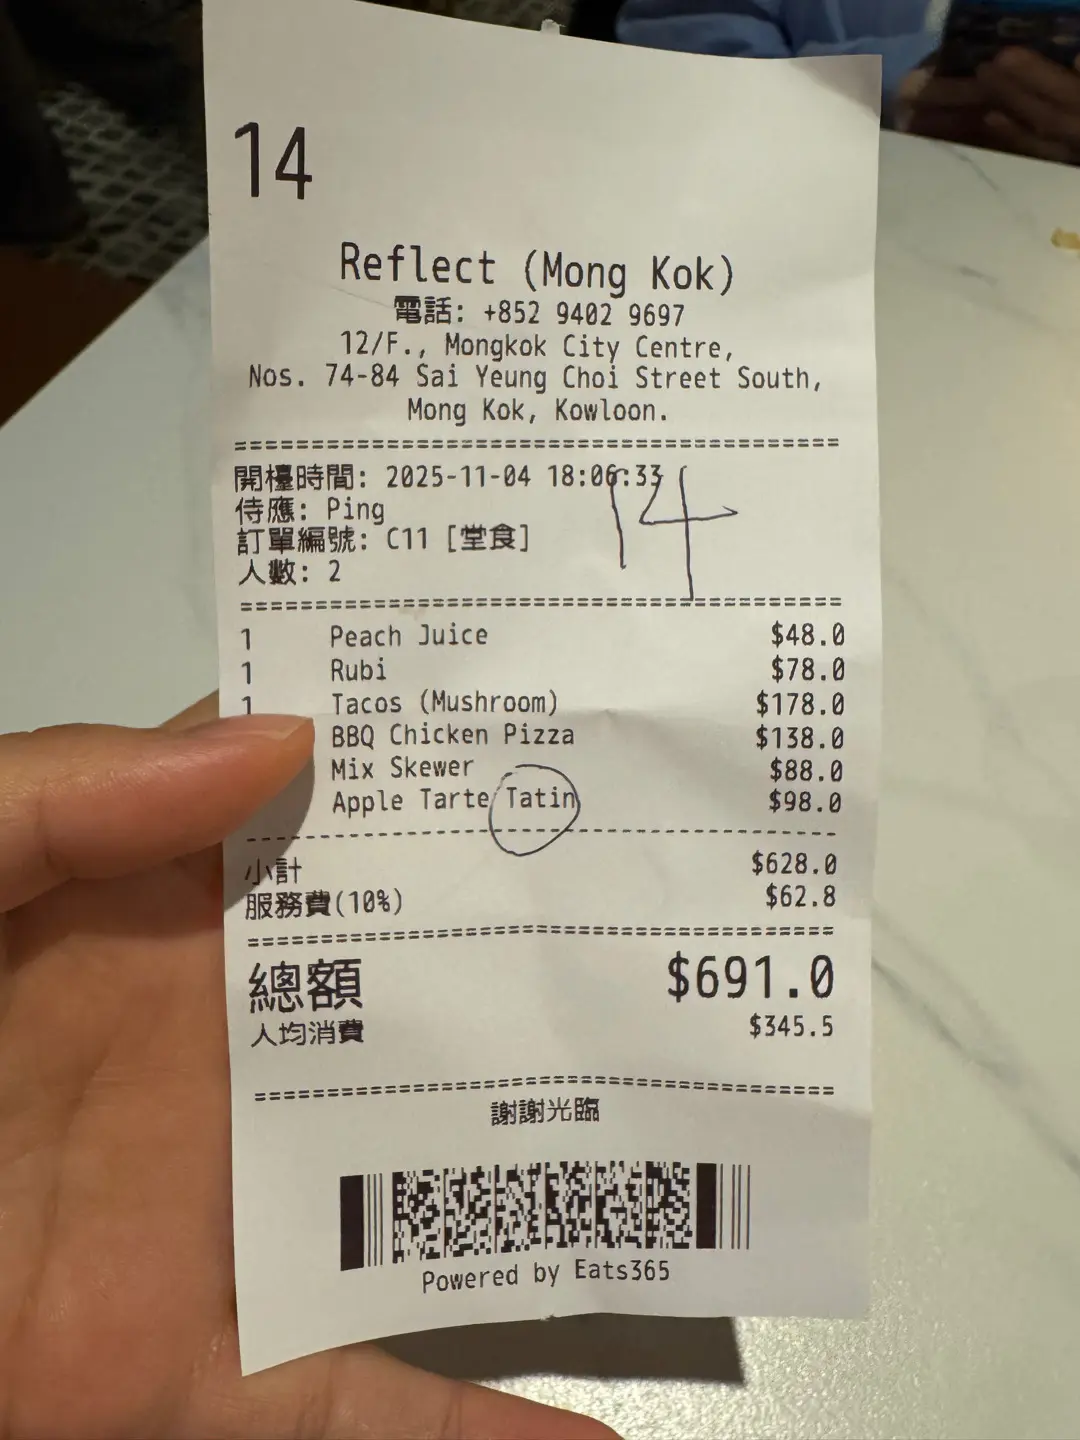 14
Reflect (Mong Kok)
電話: +852 9402 9697
12/F., Mongkok City Centre,
Nos. 74-84 Sai Yeung Choi Street South,
Mong Kok, Kowloon.
========================================
開檯時間: 2025-11-04 18:06:33
14
侍應: Ping
訂單編號: C11 [堂食]
人數: 2
========================================
1 Peach Juice $48.0
1 Rubi $78.0
1 Tacos (Mushroom) $178.0
BBQ Chicken Pizza $138.0
Mix Skewer $88.0
Apple Tarte Tatin $98.0
----------------------------------------
小計 $628.0
服務費(10%) $62.8
========================================
總額 $691.0
人均消費 $345.5
========================================
謝謝光臨
Powered by Eats365